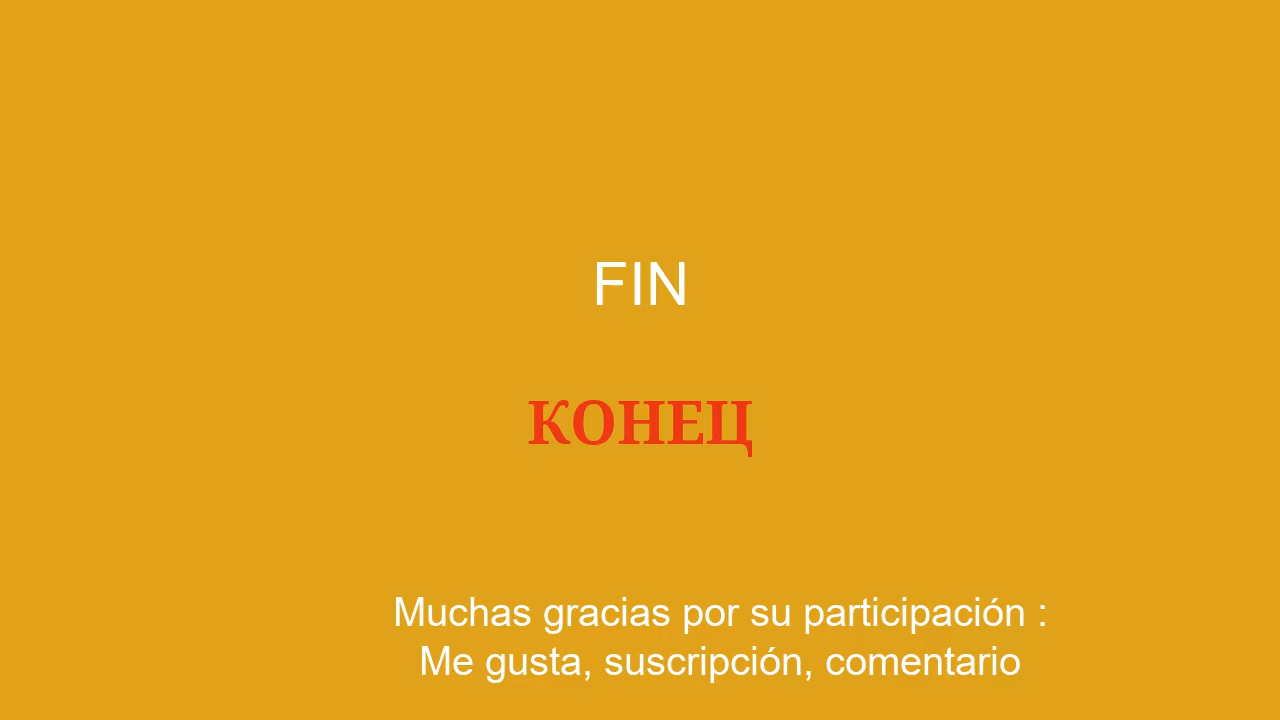 FIN
КОНЕЦ
Muchas gracias por su participación :
Me gusta, suscripción, comentario